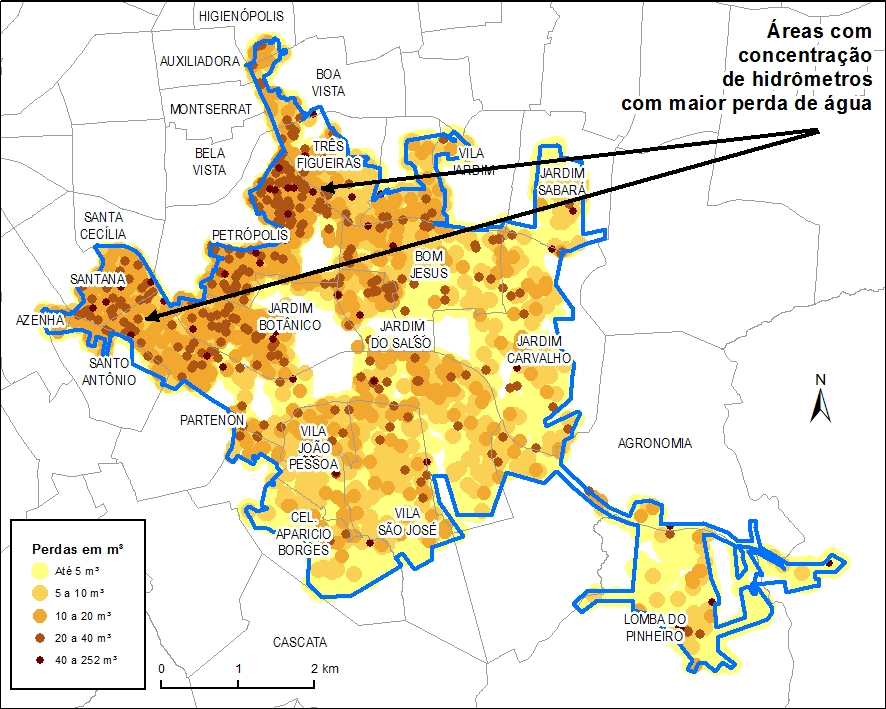 HIGIENÓPOLIS
Áreas com
concentração
de hidrômetros
com maior perda de água
AUXILIADORA
BOA
VISTA
MONTSERRAT
TRÊS
FIGUEIRAS
BELA
VISTA
VILA
JARDIM
JARDIM
SABARÁ
SANTA
CECÍLIA
PETRÓPOLIS
BOM
JESUS
SANTANA
AZENHA
JARDIM
BOTÂNICO
JARDIM
DO SALSO
JARDIM
CARVALHO
SANTO
ANTÔNIO
N
PARTENON
VILA
JOÃO
PESSOA
AGRONOMIA
CEL.
APARICIO
BORGES
VILA
SÃO JOSÉ
Perdas em m³
Até 5 m³
5 a 10 m³
10 a 20 m³
20 a 40 m³
40 a 252 m³
LOMBA DO
PINHEIRO
CASCATA
0 1 2 km